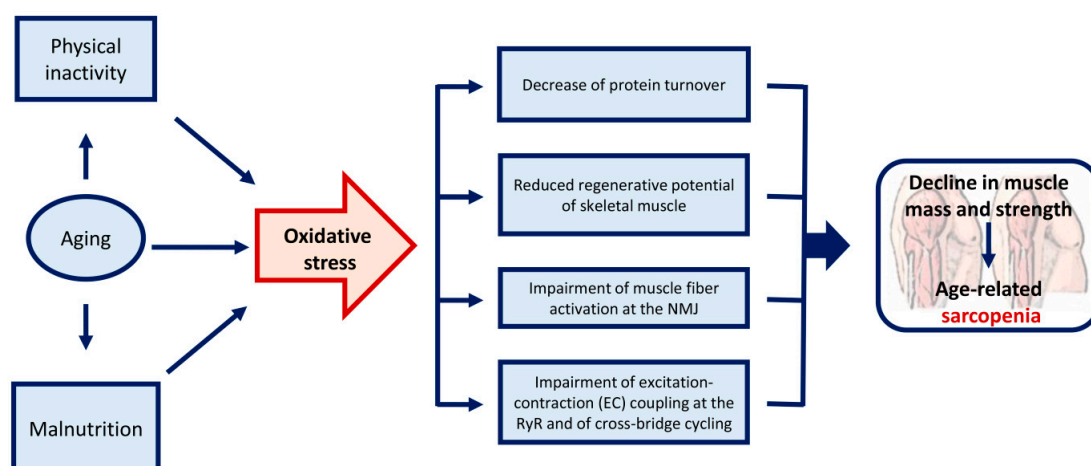 Physical
inactivity
Aging
Malnutrition
Oxidative
stress
Decrease of protein turnover
Reduced regenerative potential
of skeletal muscle
Impairment of muscle fiber
activation at the NMJ
Impairment of excitation-
contraction (EC) coupling at the
RyR and of cross-bridge cycling
Decline in muscle
mass and strength
Age-related
sarcopenia